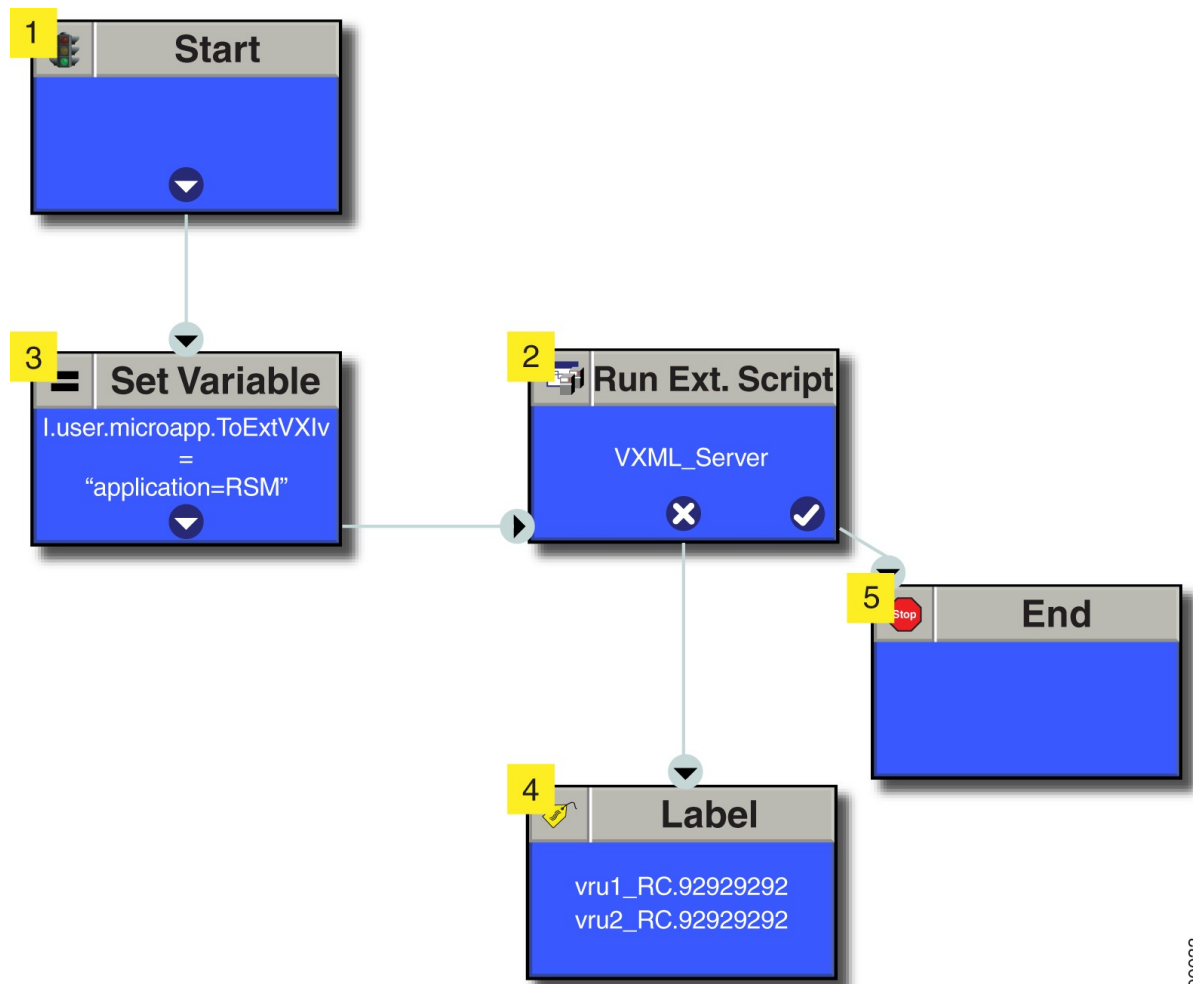 1
Start
3
= Set Variable
I.user.microapp.ToExtVXIv
=
“application=RSM”
2
Run Ext. Script
VXML_Server
5
Stop
End
4
Label
vru1_RC.92929292
vru2_RC.92929292